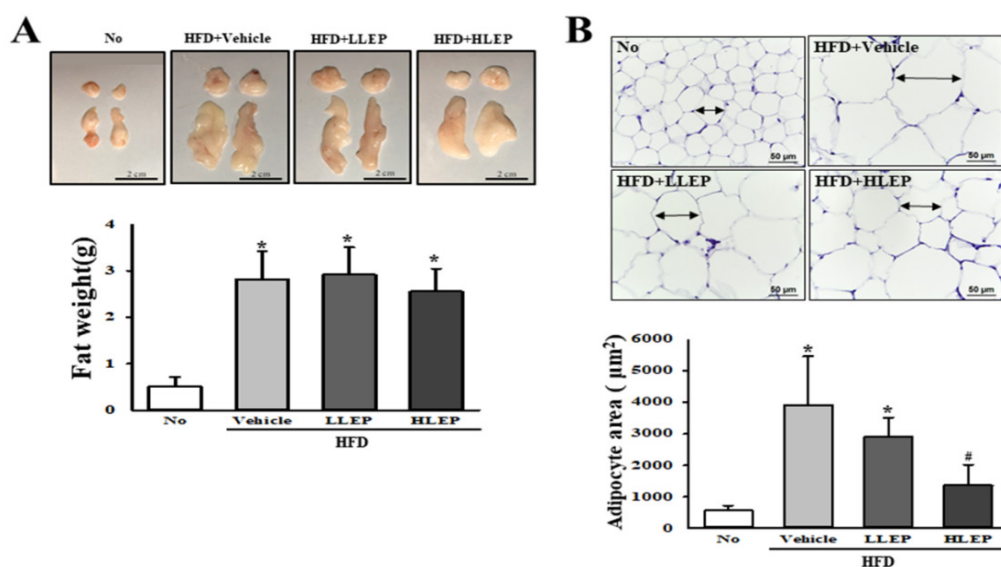 A
No HFD+Vehicle HFD+LLEP HFD+HLEP
2 cm 2 cm 2 cm 2 cm
Fat weight(g)
4
3
2
1
0
* * *
No Vehicle LLEP HLEP
HFD
B
No HFD+Vehicle
50 µm 50 µm
HFD+LLEP HFD+HLEP
50 µm 50 µm
Adipocyte area ( µm²)
6000
5000
4000
3000
2000
1000
0
* * #
No Vehicle LLEP HLEP
HFD